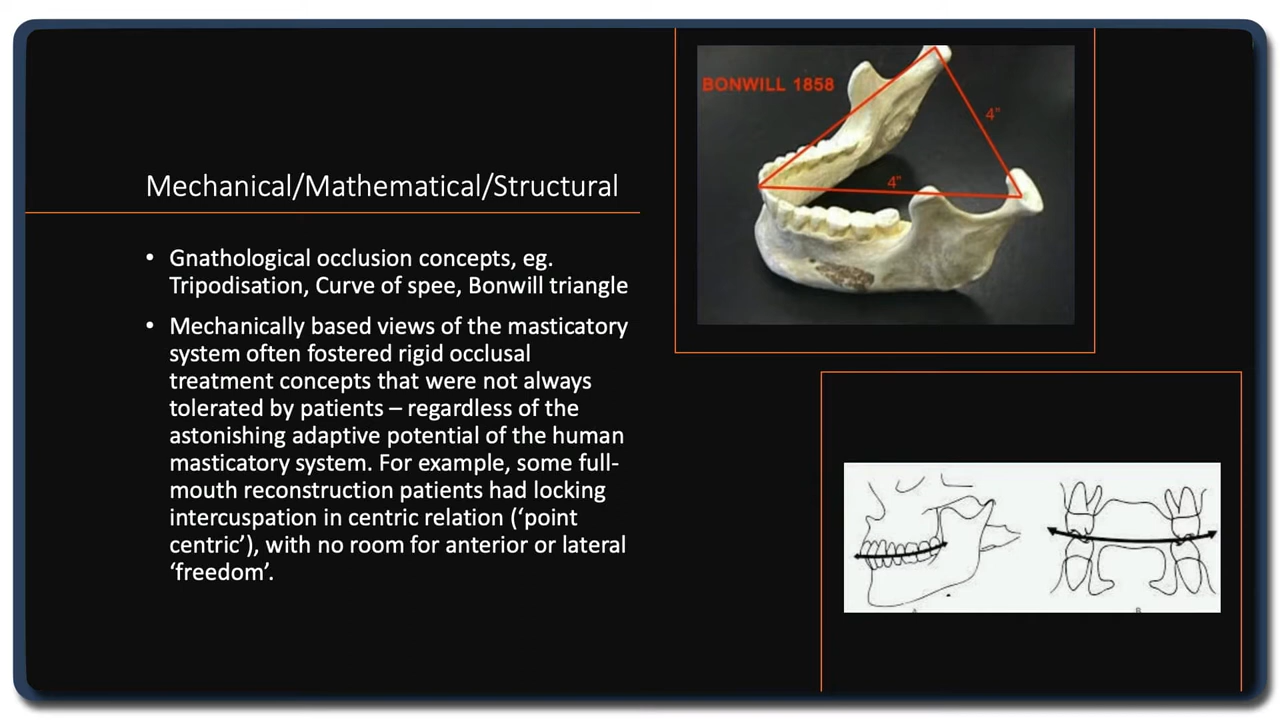 Mechanical/Mathematical/Structural
• Gnathological occlusion concepts, eg.
Tripodisation, Curve of spee, Bonwill triangle
• Mechanically based views of the masticatory
system often fostered rigid occlusal
treatment concepts that were not always
tolerated by patients – regardless of the
astonishing adaptive potential of the human
masticatory system. For example, some full-
mouth reconstruction patients had locking
intercuspation in centric relation (‘point
centric’), with no room for anterior or lateral
‘freedom’.
BONWILL 1858
4"
4"